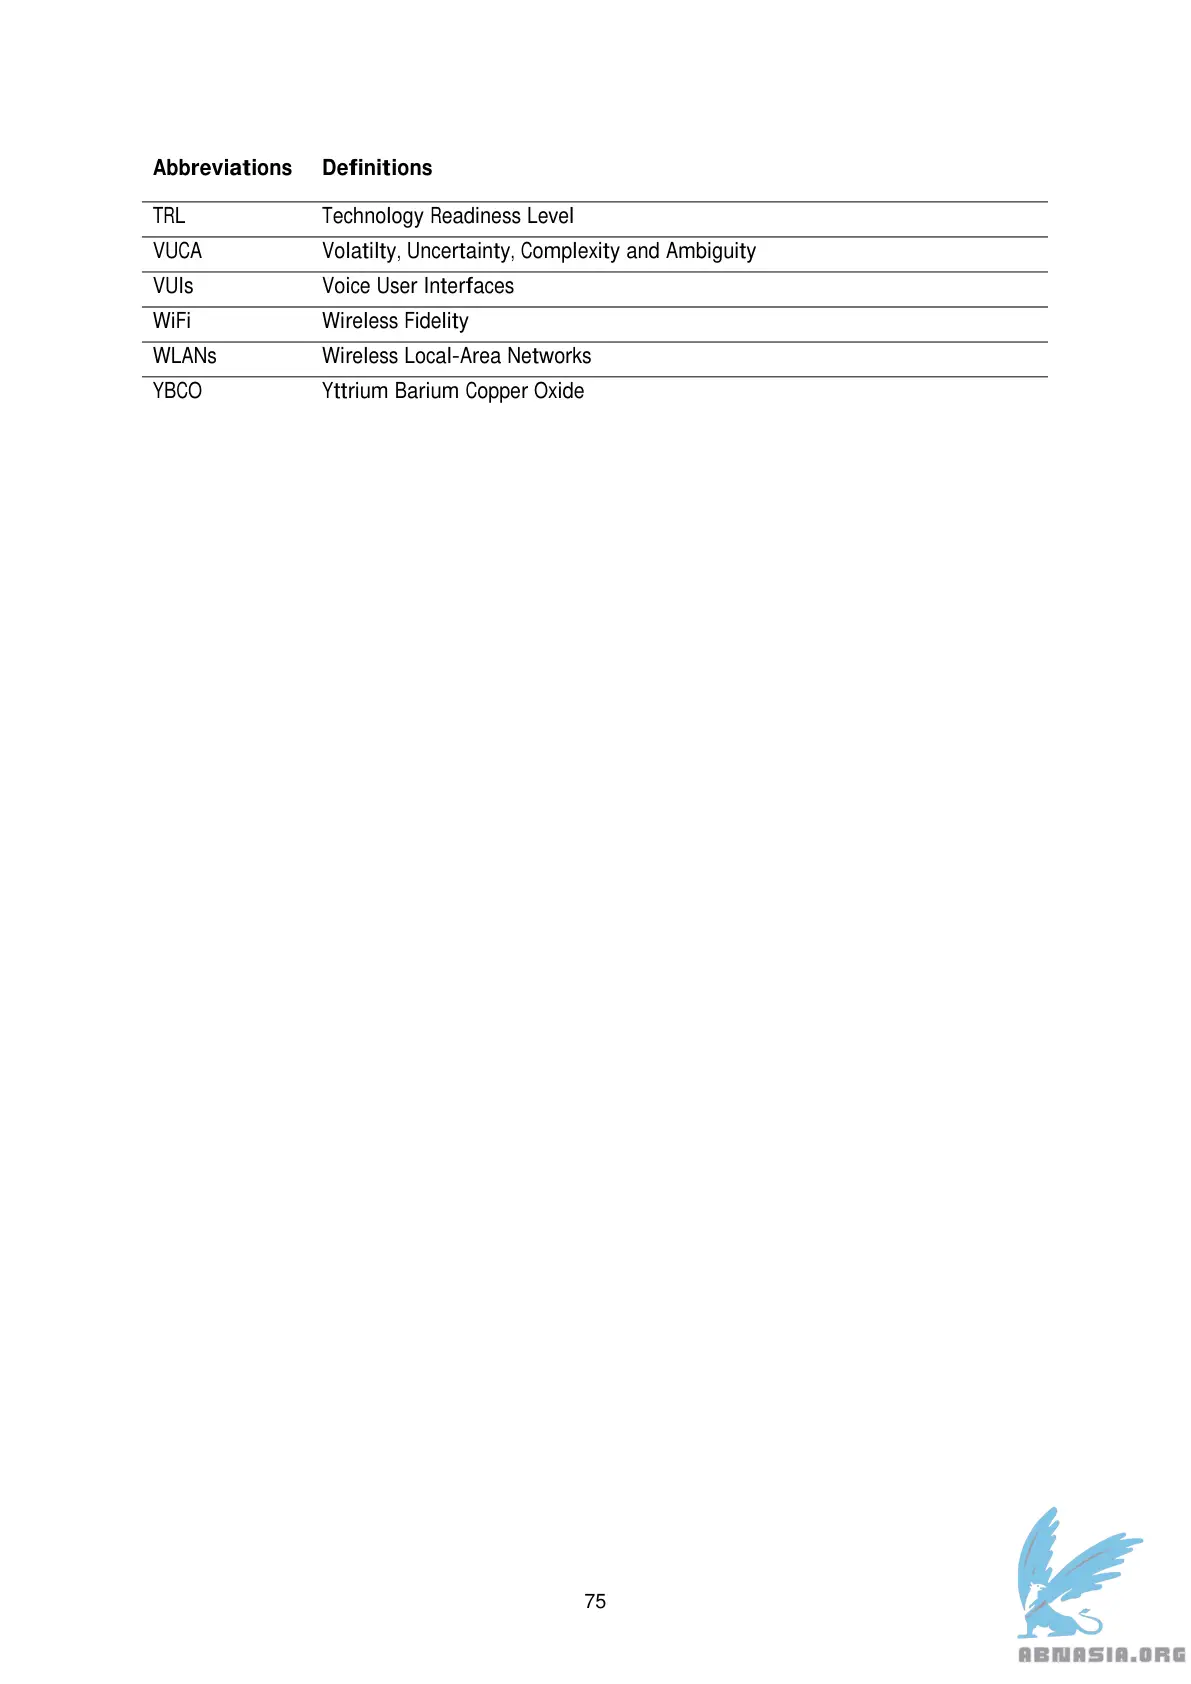 Abbreviations Definitions
TRL Technology Readiness Level
VUCA Volatilty, Uncertainty, Complexity and Ambiguity
VUIs Voice User Interfaces
WiFi Wireless Fidelity
WLANs Wireless Local-Area Networks
YBCO Yttrium Barium Copper Oxide
75
ABNASIA.ORG